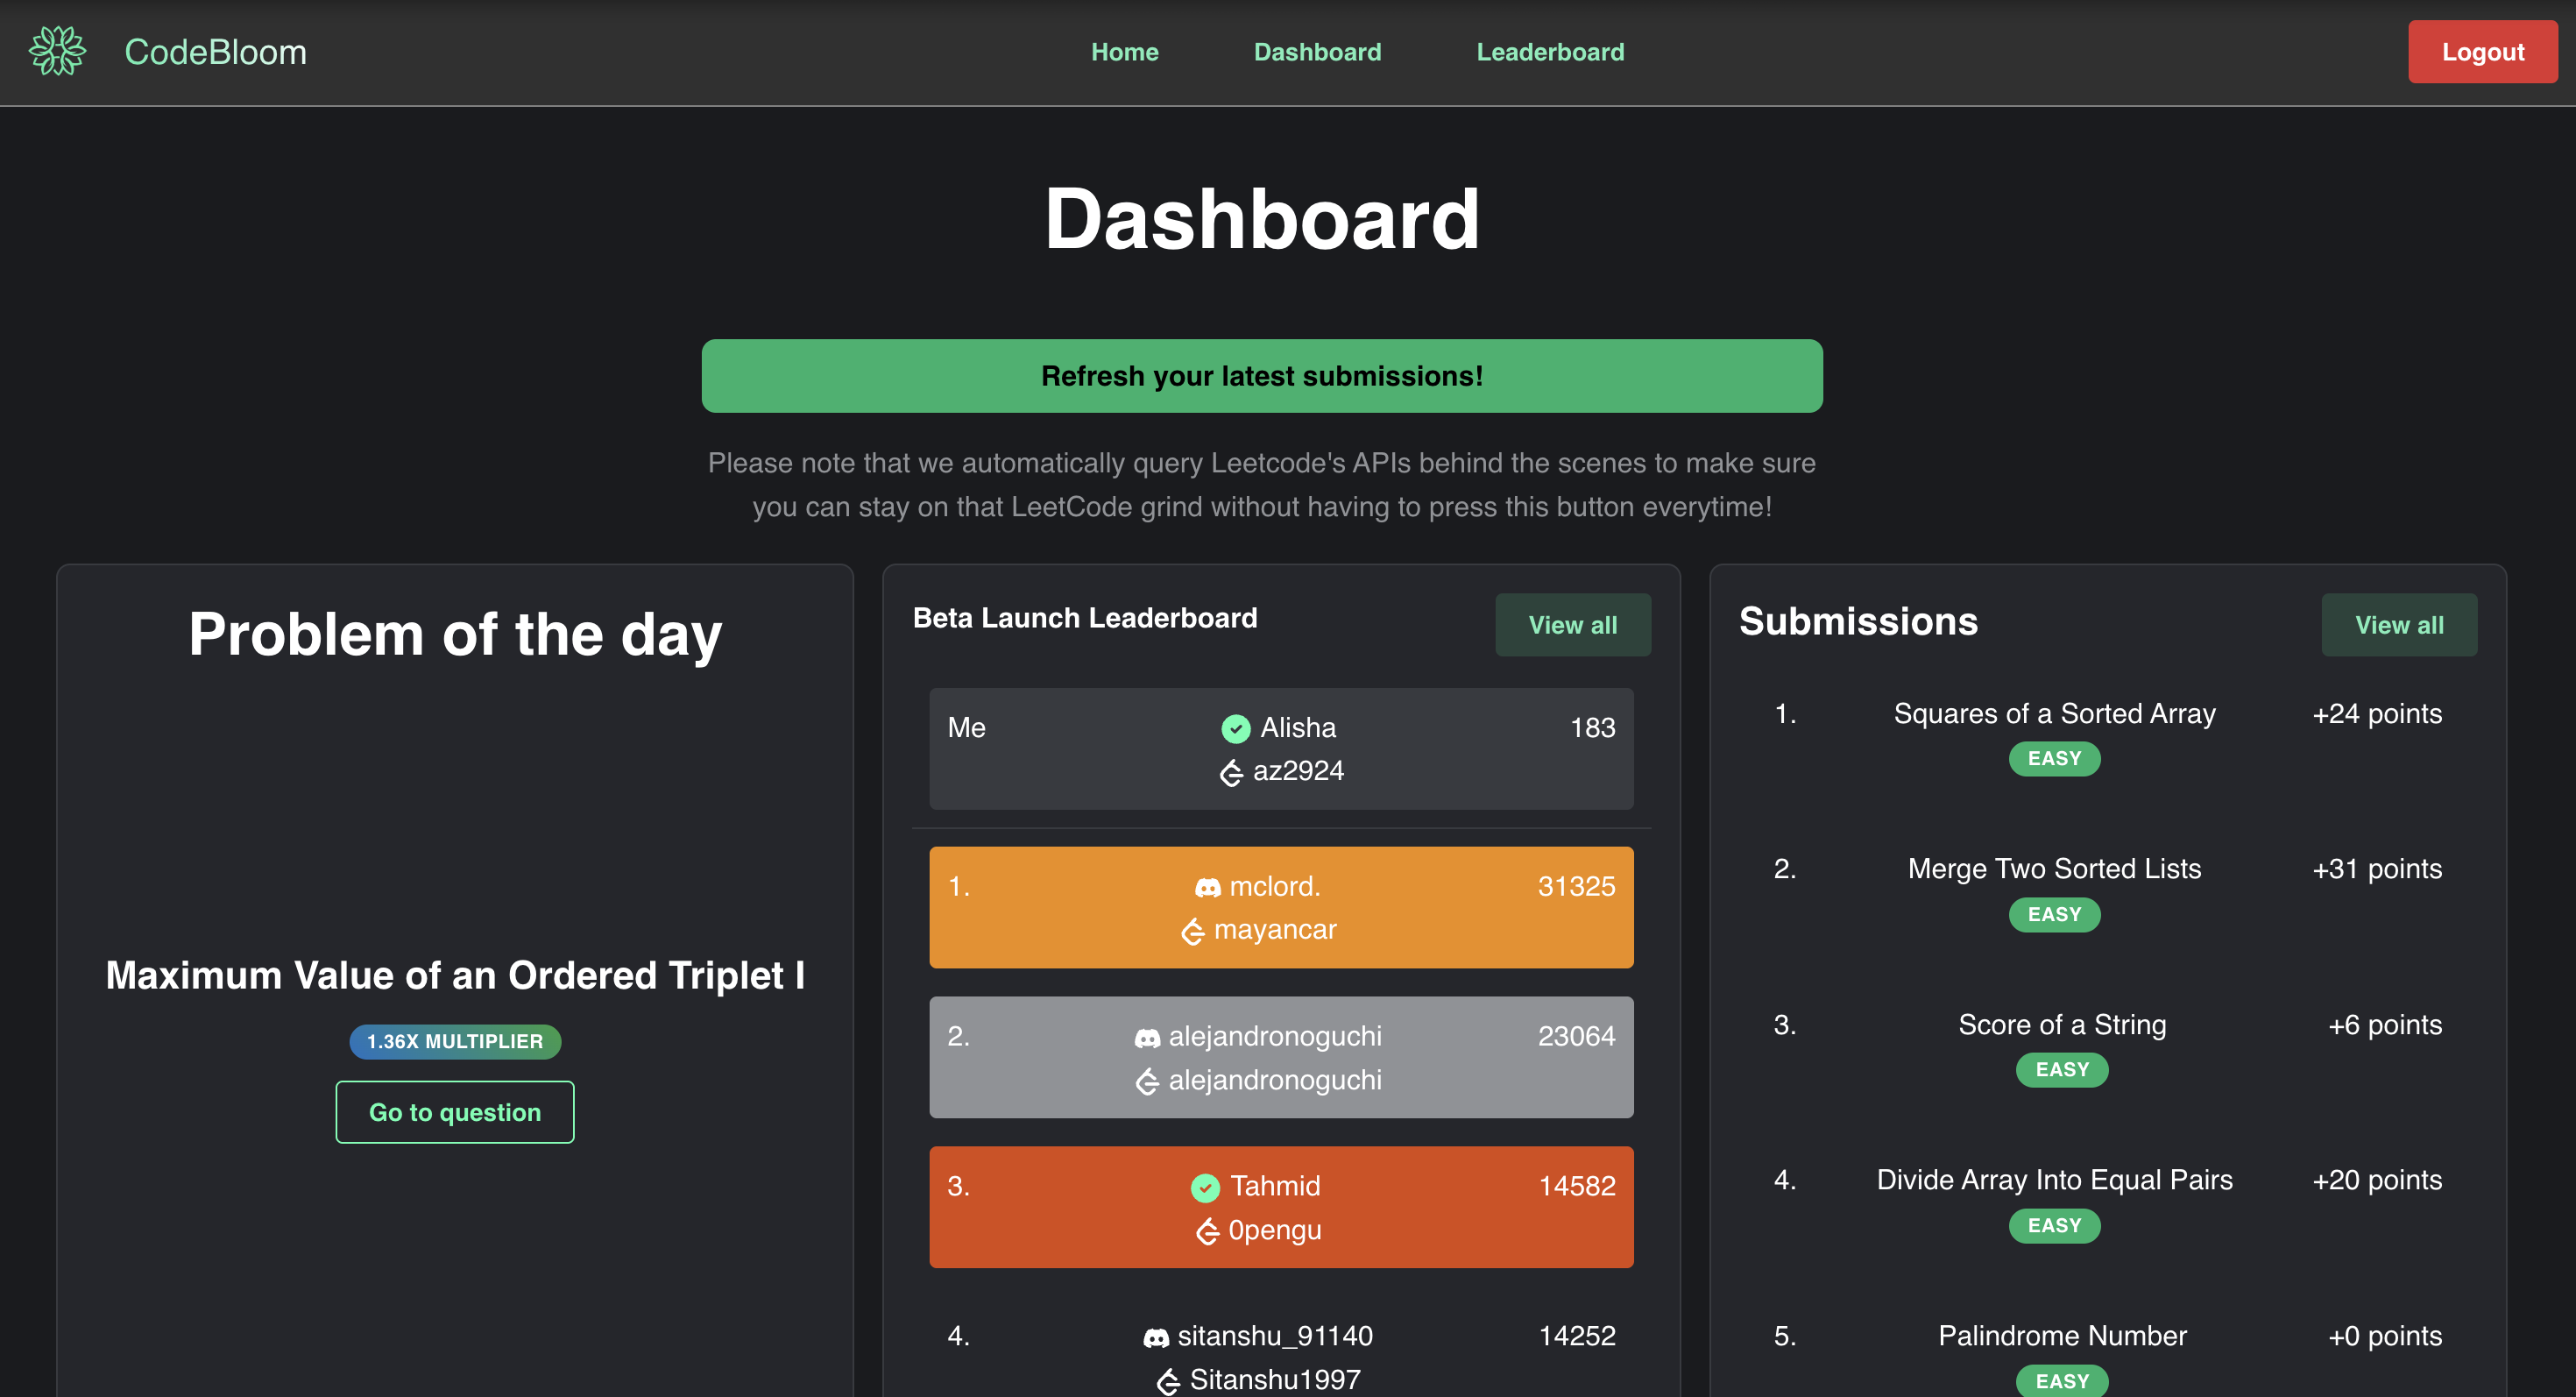 CodeBloom
Home
Dashboard
Leaderboard
Logout
Dashboard
Refresh your latest submissions!
Please note that we automatically query Leetcode's APIs behind the scenes to make sure
you can stay on that LeetCode grind without having to press this button everytime!
Problem of the day
Maximum Value of an Ordered Triplet I
1.36X MULTIPLIER
Go to question
Beta Launch Leaderboard
View all
Me
Alisha
183
az2924
1.
mclord.
31325
mayancar
2.
alejandronoguchi
23064
alejandronoguchi
3.
Tahmid
14582
0pengu
4.
sitanshu_91140
14252
Sitanshu1997
Submissions
View all
1.
Squares of a Sorted Array
+24 points
EASY
2.
Merge Two Sorted Lists
+31 points
EASY
3.
Score of a String
+6 points
EASY
4.
Divide Array Into Equal Pairs
+20 points
EASY
5.
Palindrome Number
+0 points
EASY